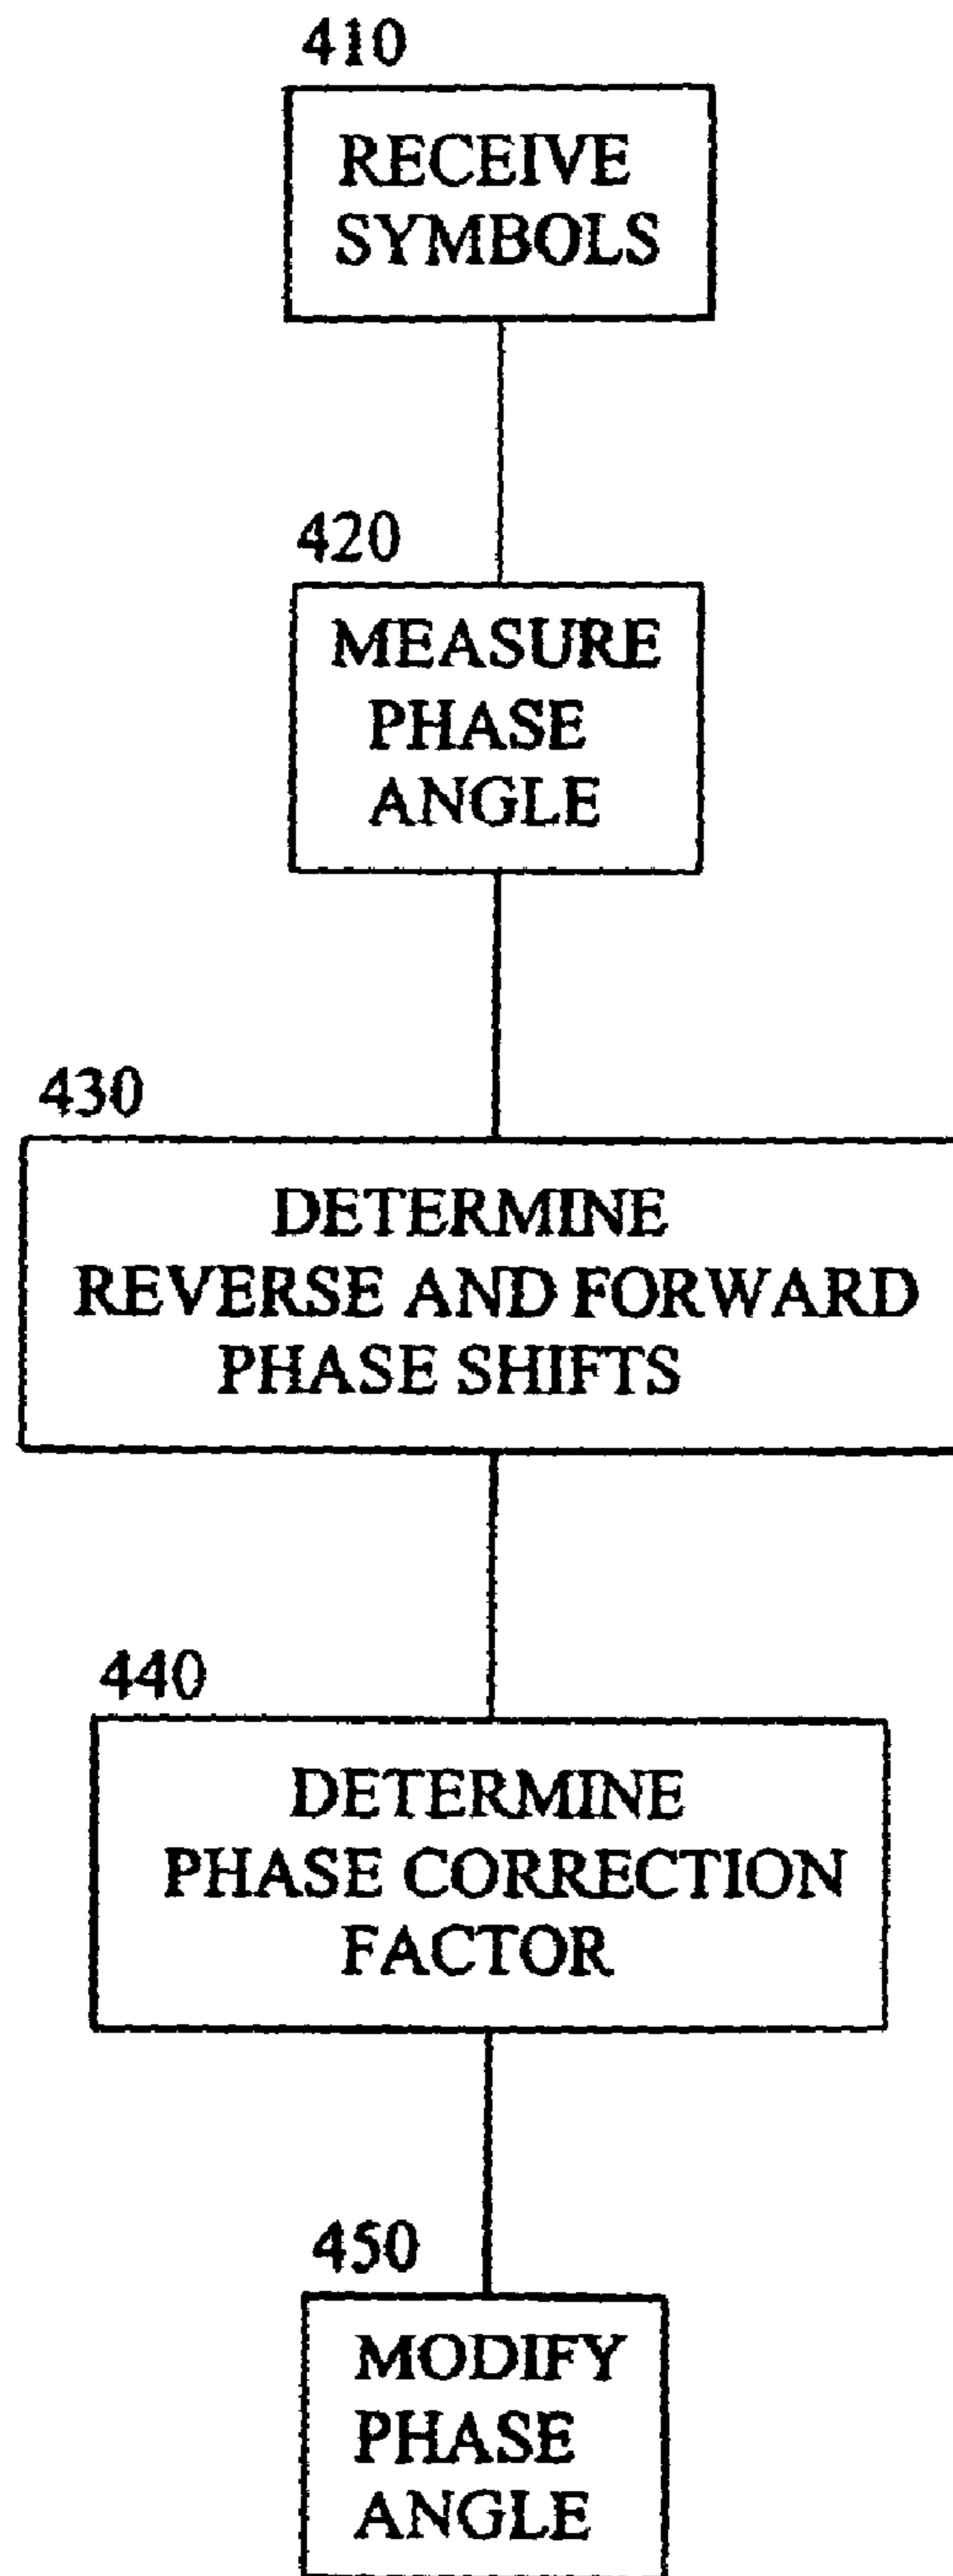 410
RECEIVE
SYMBOLS
420
MEASURE
PHASE
ANGLE
430
DETERMINE
REVERSE AND FORWARD
PHASE SHIFTS
440
DETERMINE
PHASE CORRECTION
FACTOR
450
MODIFY
PHASE
ANGLE